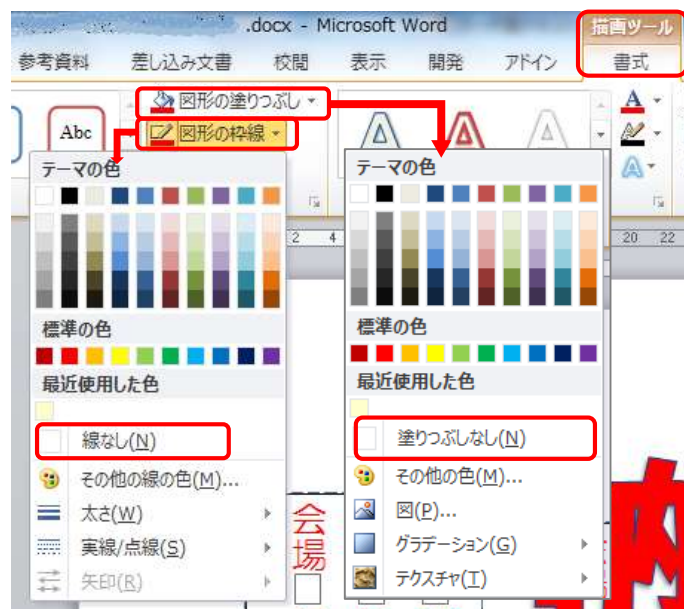 .docx - Microsoft Word
描画ツール
参考資料 差し込み文書 校閲 表示 開発 アドイン 書式
図形の塗りつぶし
Abc 図形の枠線
A A A A
A
テーマの色
標準の色
最近使用した色
線なし(N)
その他の線の色(M)...
太さ(W)
実線/点線(S)
矢印(R)
テーマの色
標準の色
最近使用した色
塗りつぶしなし(N)
その他の色(M)...
図(P)...
グラデーション(G)
テクスチャ(T)
2 4
20 22
会場